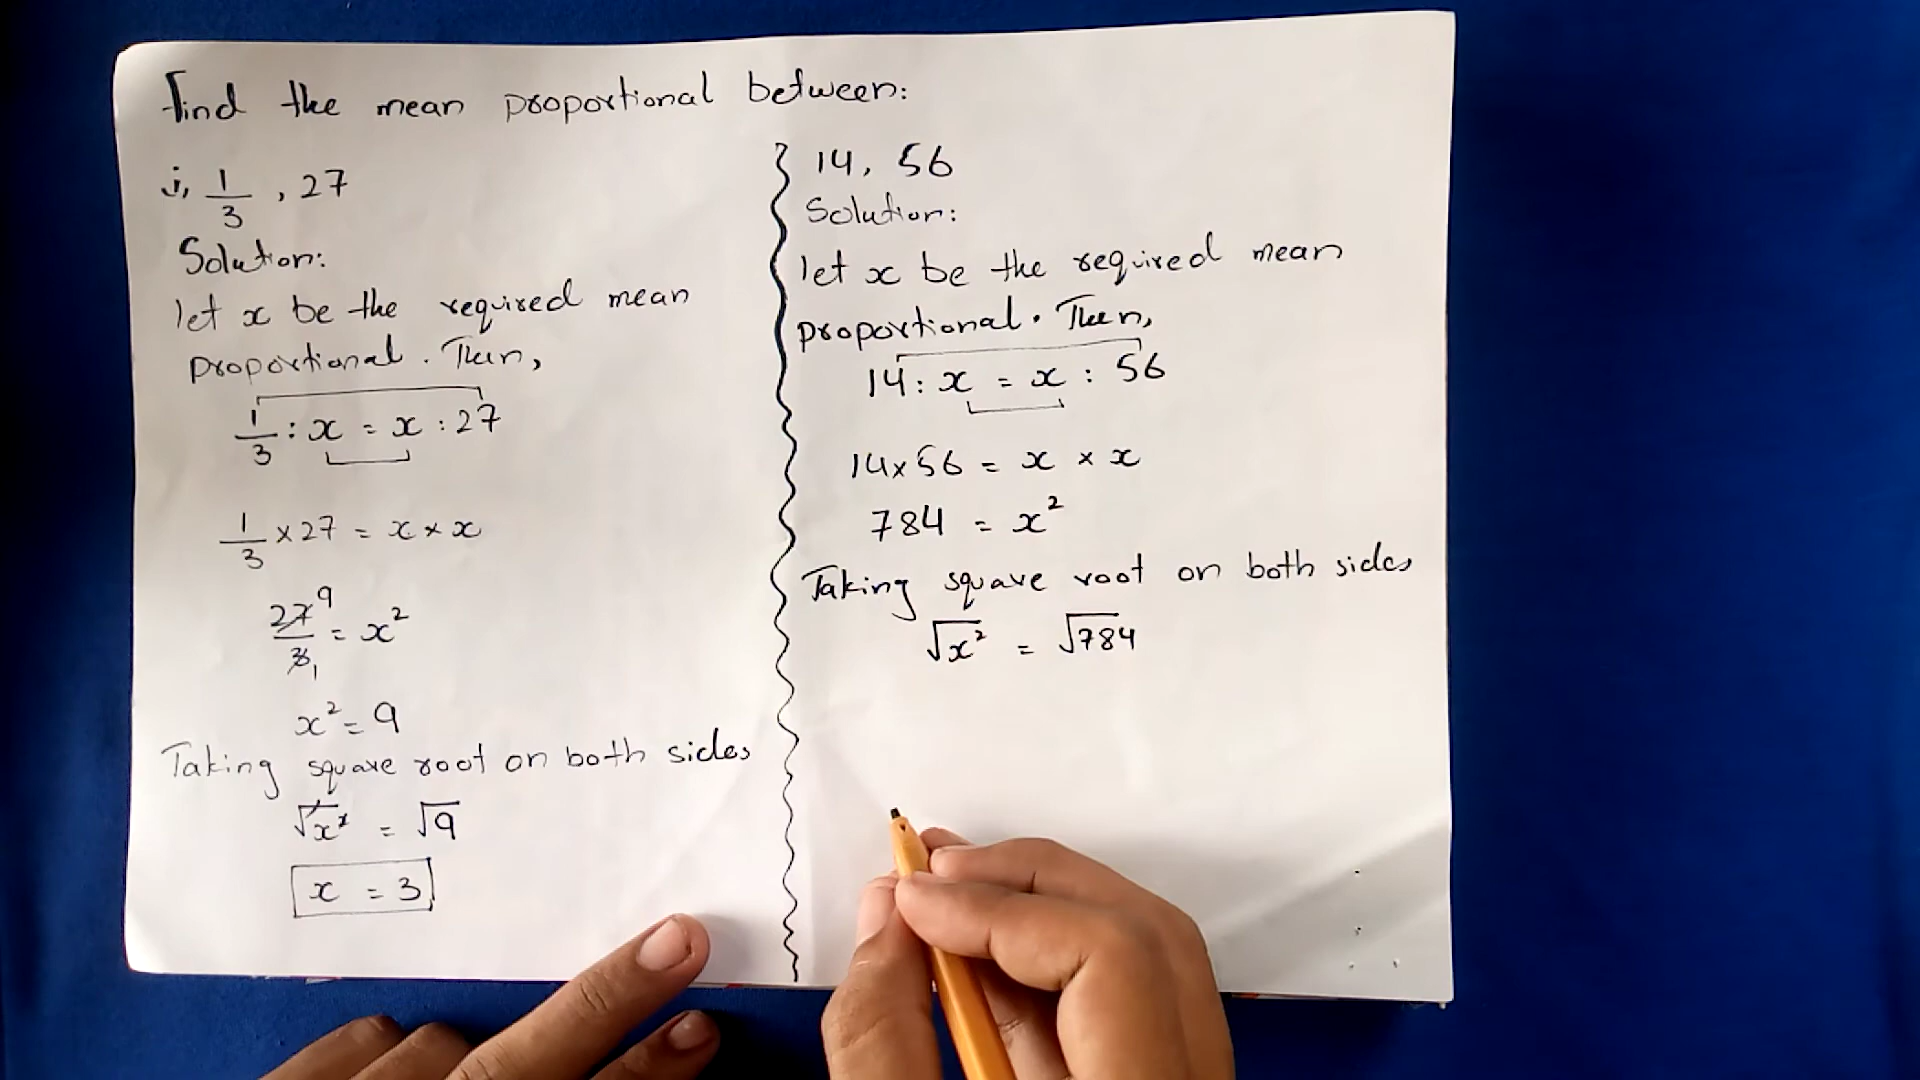 Find the mean proportional between:
i, 1/3 , 27
Solution:
let x be the required mean
proportional. Then,
1/3 : x = x : 27
1/3 × 27 = x × x
27/3 9/1 = x²
x² = 9
Taking square root on both sides
√x² = √9
x = 3
14, 56
Solution:
let x be the required mean
proportional. Then,
14 : x = x : 56
14 × 56 = x × x
784 = x²
Taking square root on both sides
√x² = √784